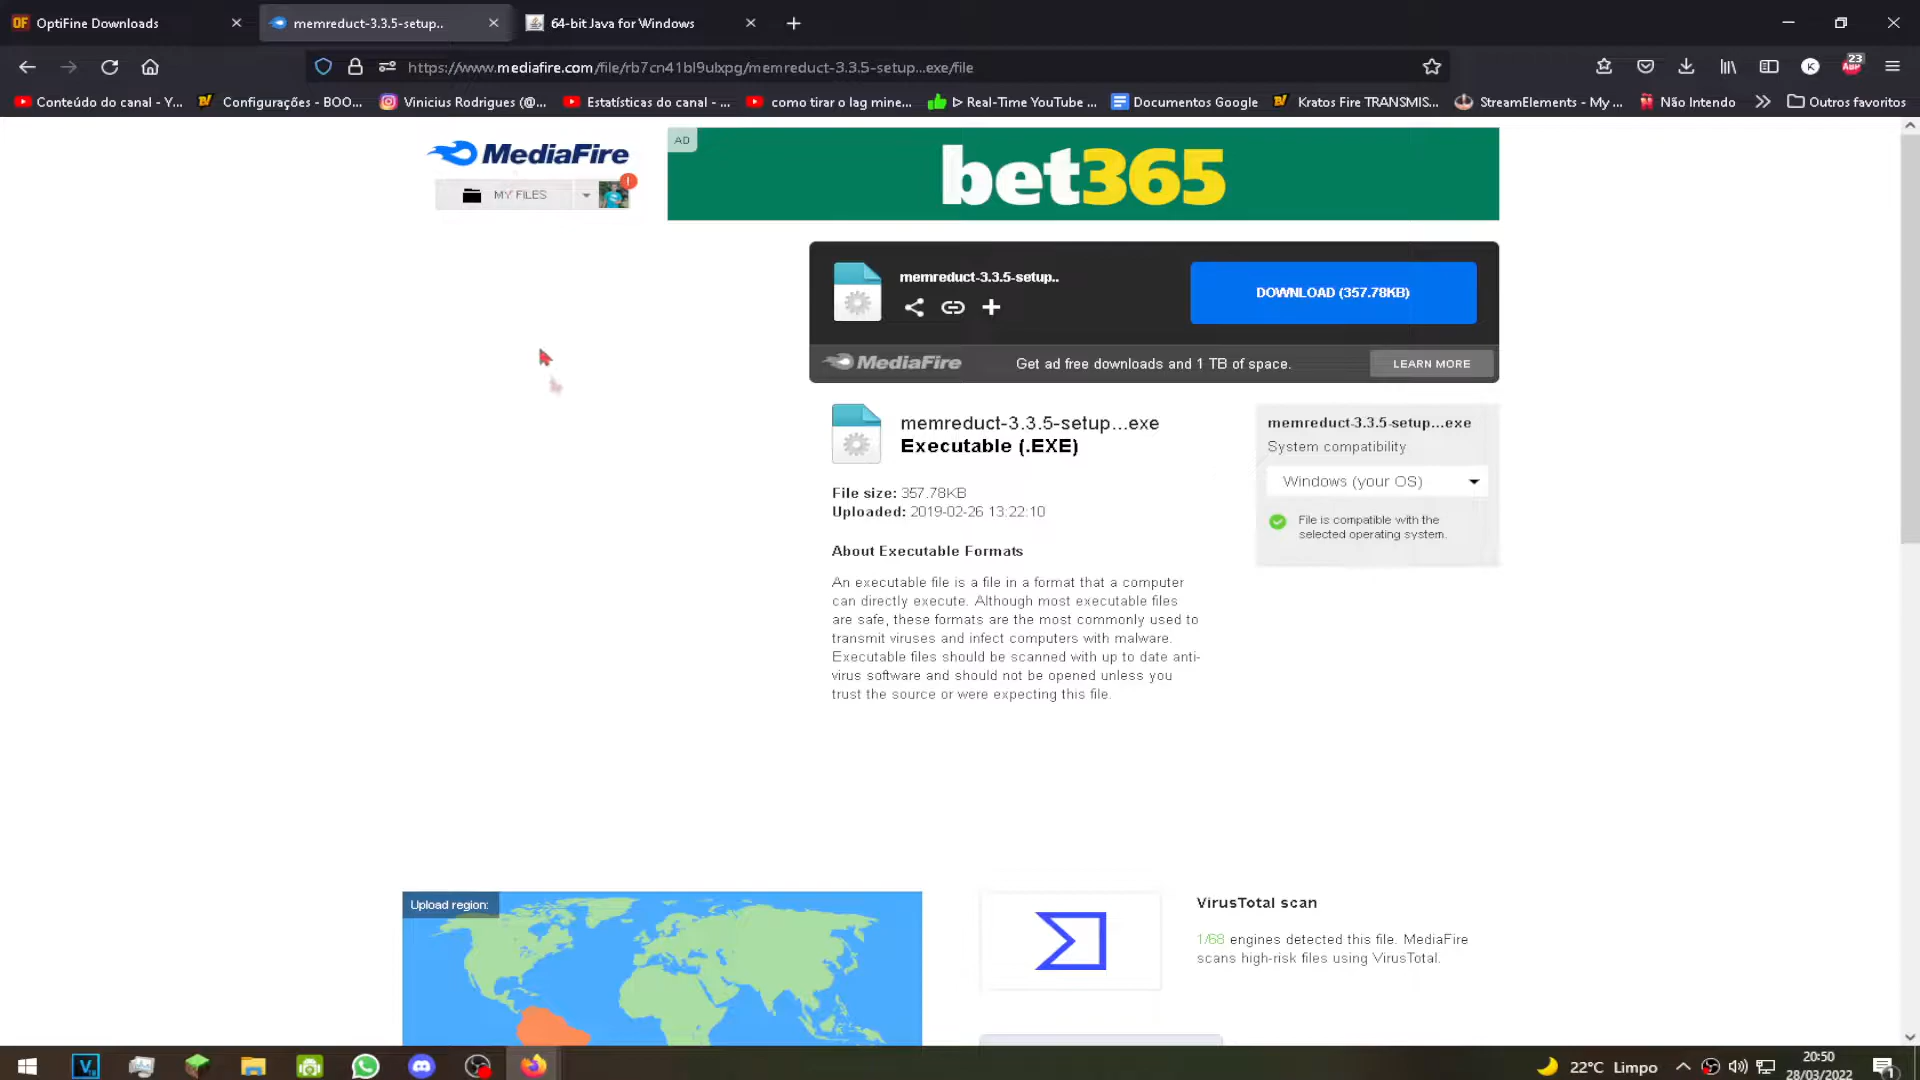 OptiFine Downloads
memreduct-3.3.5-setup..
64-bit Java for Windows
https://www.mediafire.com/file/rb7cn41bl9ulxpg/memreduct-3.3.5-setup...exe/file
23
ABP
K
Conteúdo do canal - Y...
Configurações - BOO...
Vinicius Rodrigues (@...
Estatísticas do canal - ...
como tirar o lag mine...
ᐅ Real-Time YouTube ...
Documentos Google
Kratos Fire TRANSMIS...
StreamElements - My ...
Não Intendo
Outros favoritos
MediaFire
MY FILES
AD
bet365
memreduct-3.3.5-setup..
DOWNLOAD (357.78KB)
MediaFire
Get ad free downloads and 1 TB of space.
LEARN MORE
memreduct-3.3.5-setup...exe
Executable (.EXE)
File size: 357.78KB
Uploaded: 2019-02-26 13:22:10
About Executable Formats
An executable file is a file in a format that a computer
can directly execute. Although most executable files
are safe, these formats are the most commonly used to
transmit viruses and infect computers with malware.
Executable files should be scanned with up to date anti-
virus software and should not be opened unless you
trust the source or were expecting this file.
memreduct-3.3.5-setup...exe
System compatibility
Windows (your OS)
File is compatible with the
selected operating system.
Upload region:
VirusTotal scan
1/68 engines detected this file. MediaFire
scans high-risk files using VirusTotal.
22°C Limpo
20:50
28/03/2022
1